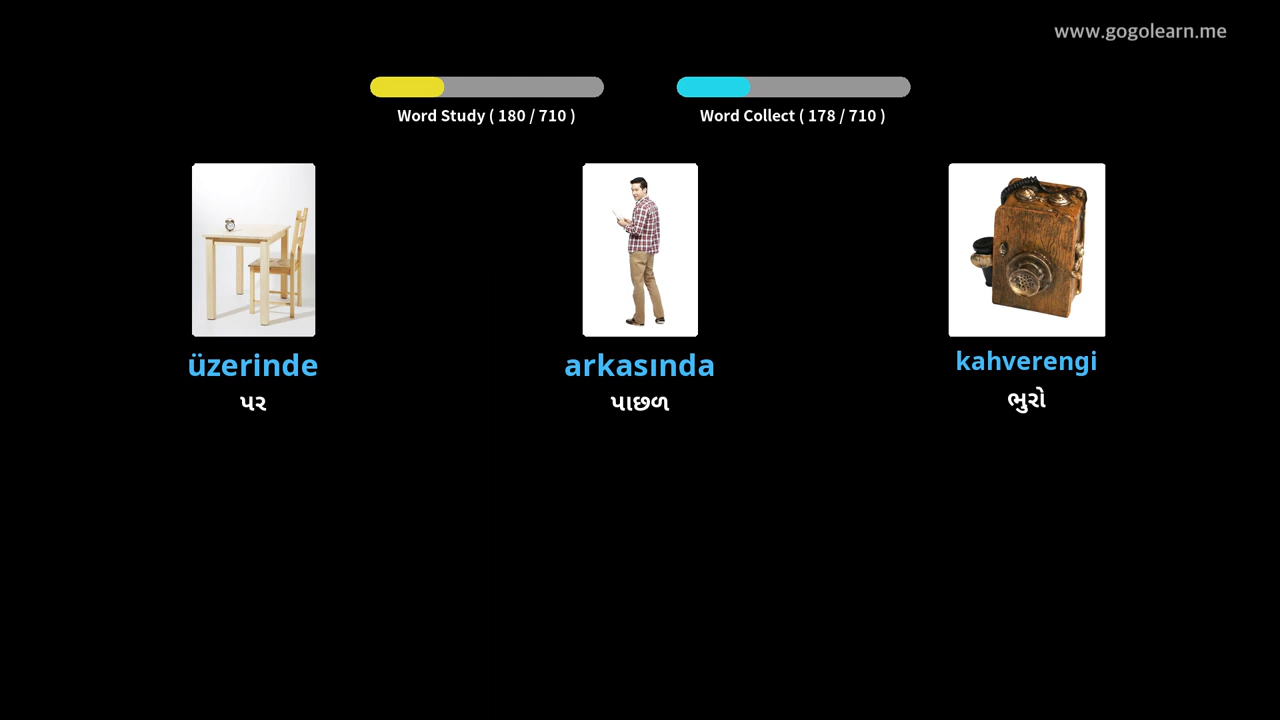 www.gogolearn.me
Word Study ( 180 / 710 )
Word Collect ( 178 / 710 )
üzerinde
પર
arkasında
પાછળ
kahverengi
ભુરો